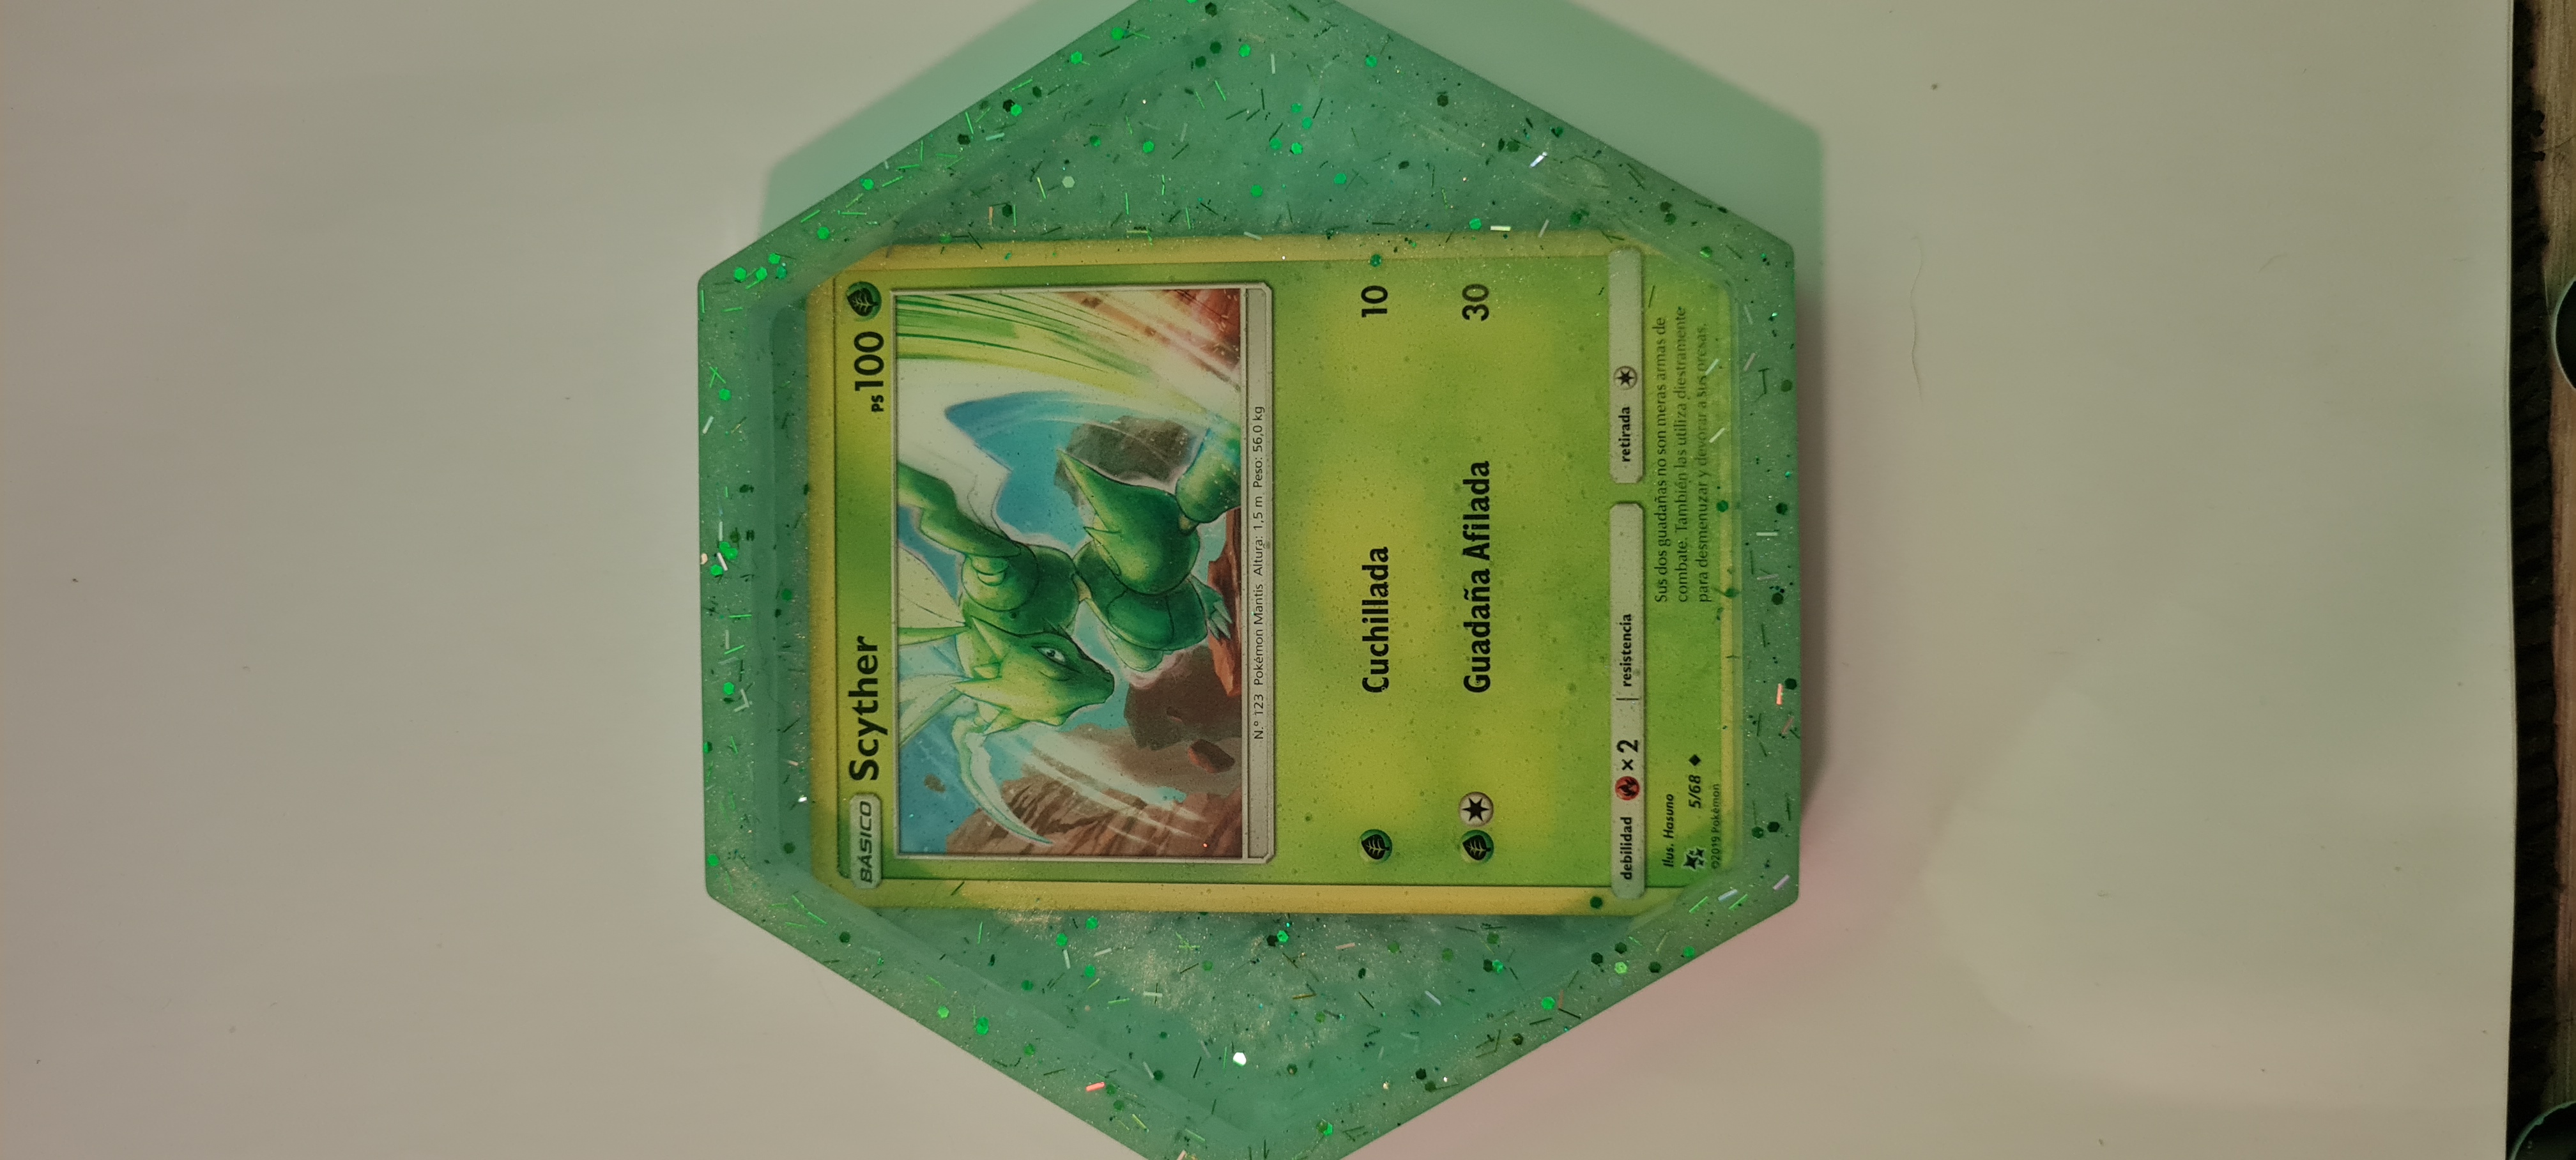 BÁSICO Scyther PS100
N.º 123 Pokémon Mantis Altura: 1,5 m Peso: 56,0 kg
Cuchillada 10
Guadaña Afilada 30
debilidad ×2 resistencia retirada
Ilus. Hasuno
5/68
©2019 Pokémon
Sus dos guadañas no son meras armas de
combate. También las utiliza diestramente
para desmenuzar y devorar a sus presas.